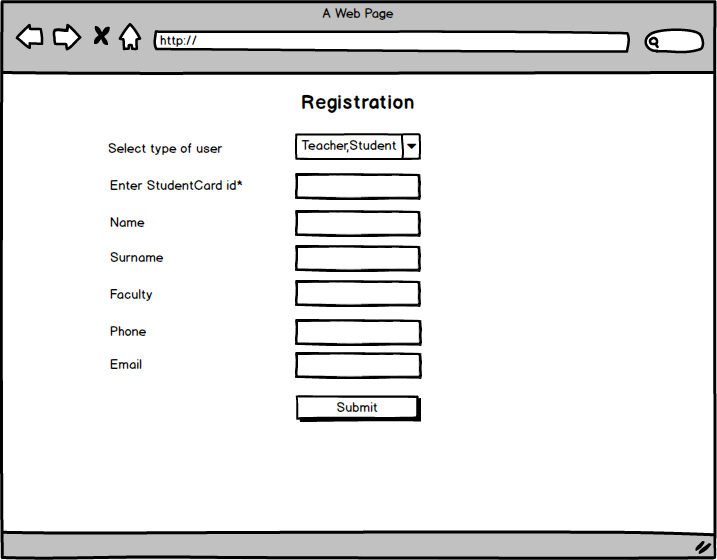 A Web Page
http://
Registration
Select type of user
Teacher,Student
Enter StudentCard id*
Name
Surname
Faculty
Phone
Email
Submit